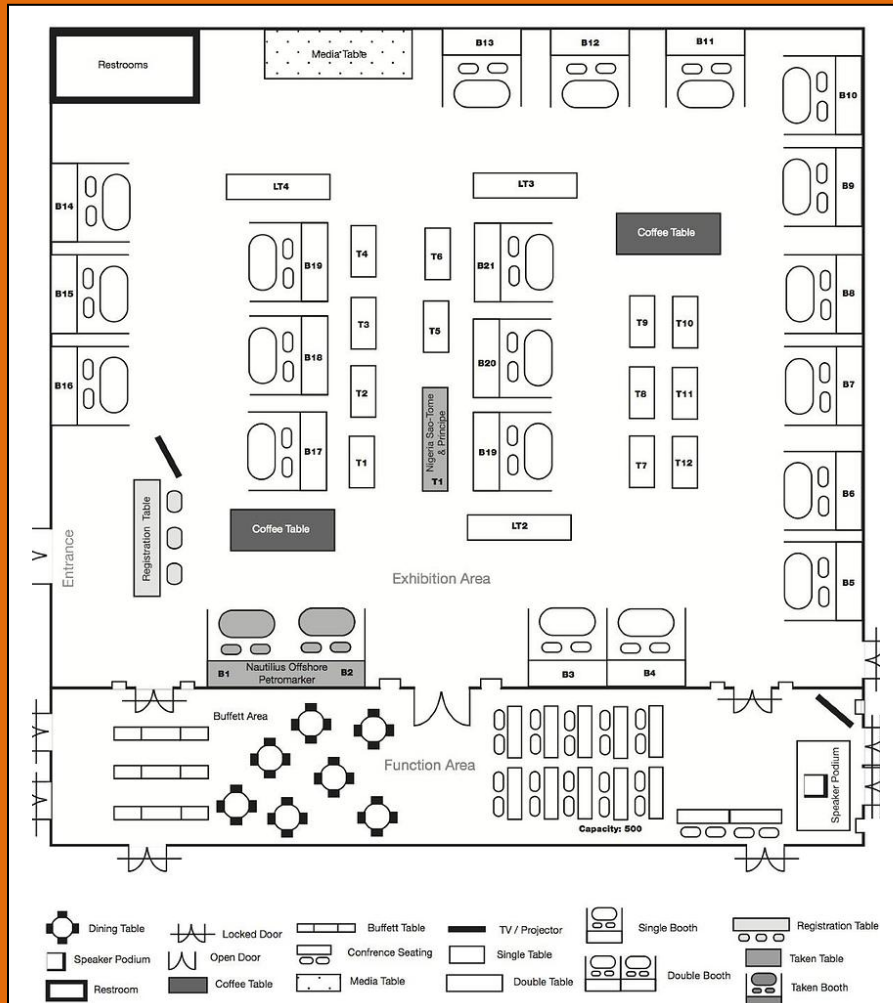 Restrooms
Media Table
B13
B12
B11
B10
B9
B14
LT4
LT3
Coffee Table
B19
T4
T6
B21
B15
B8
T3
T5
T9
T10
B18
B20
B16
B7
T2
T8
T11
Nigeria Sao-Tome
& Principe
T1
B17
T1
B19
T7
T12
B6
Registration Table
Coffee Table
LT2
Entrance
Exhibition Area
B5
B1
Nautilius Offshore
Petromarker
B2
B3
B4
Buffett Area
Function Area
Speaker Podium
Capacity: 500
Dining Table
Locked Door
Buffett Table
TV / Projector
Single Booth
Registration Table
Speaker Podium
Open Door
Confrence Seating
Single Table
Taken Table
Restroom
Coffee Table
Media Table
Double Table
Double Booth
Taken Booth